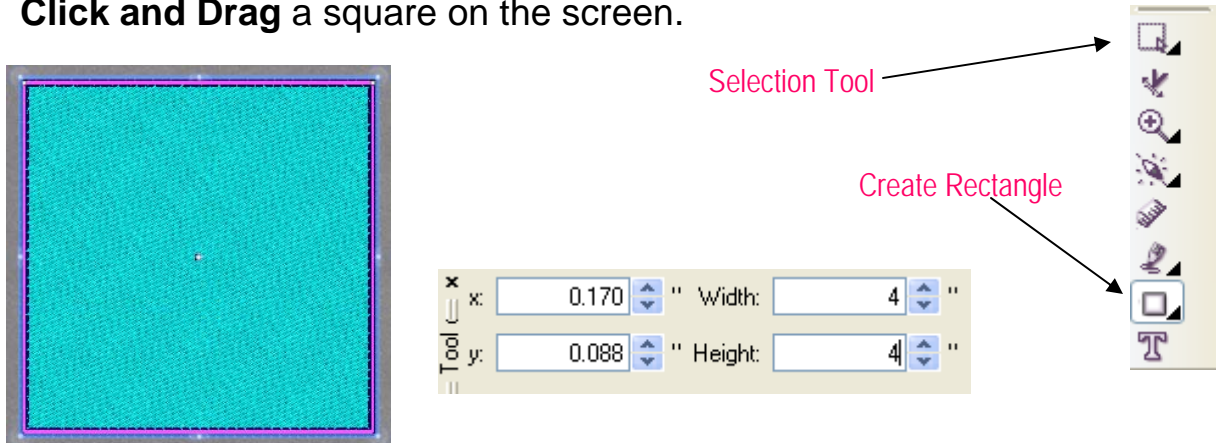 Click and Drag a square on the screen.
Selection Tool
Create Rectangle
x: 0.170 " Width: 4 "
Tool
y: 0.088 " Height: 4 "